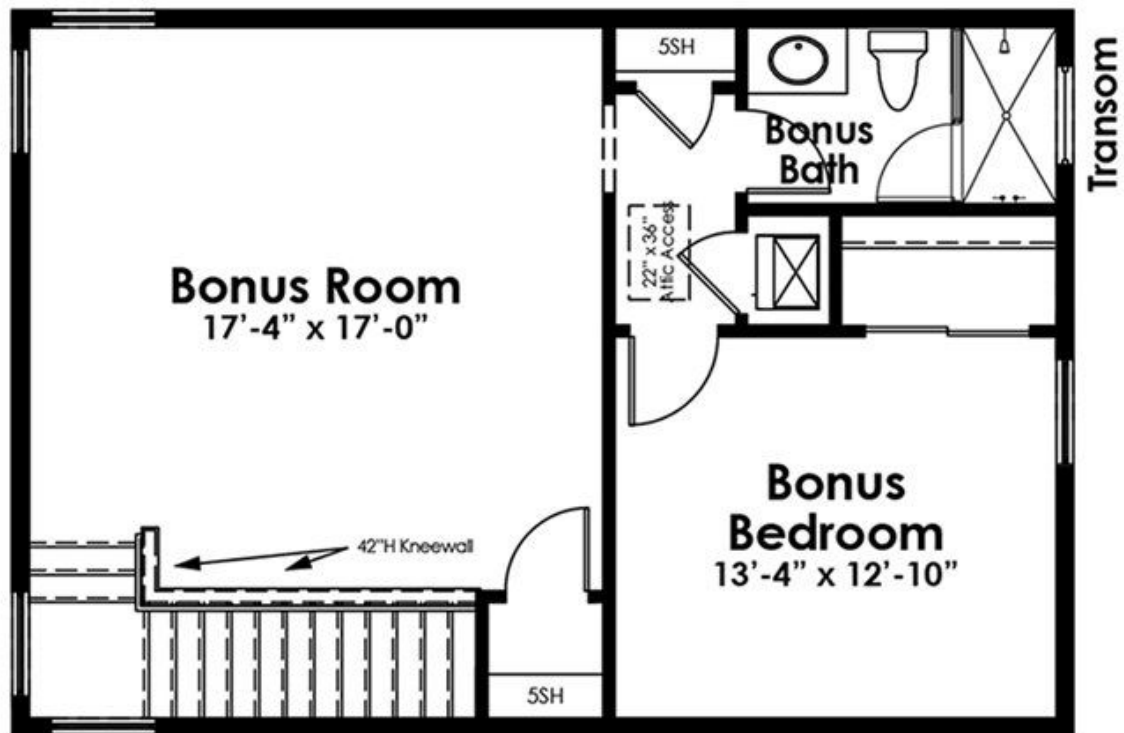 5SH
Transom
Bonus
Bath
22" x 36"
Attic Access
Bonus Room
17'-4" x 17'-0"
Bonus
Bedroom
13'-4" x 12'-10"
42"H Kneewall
5SH